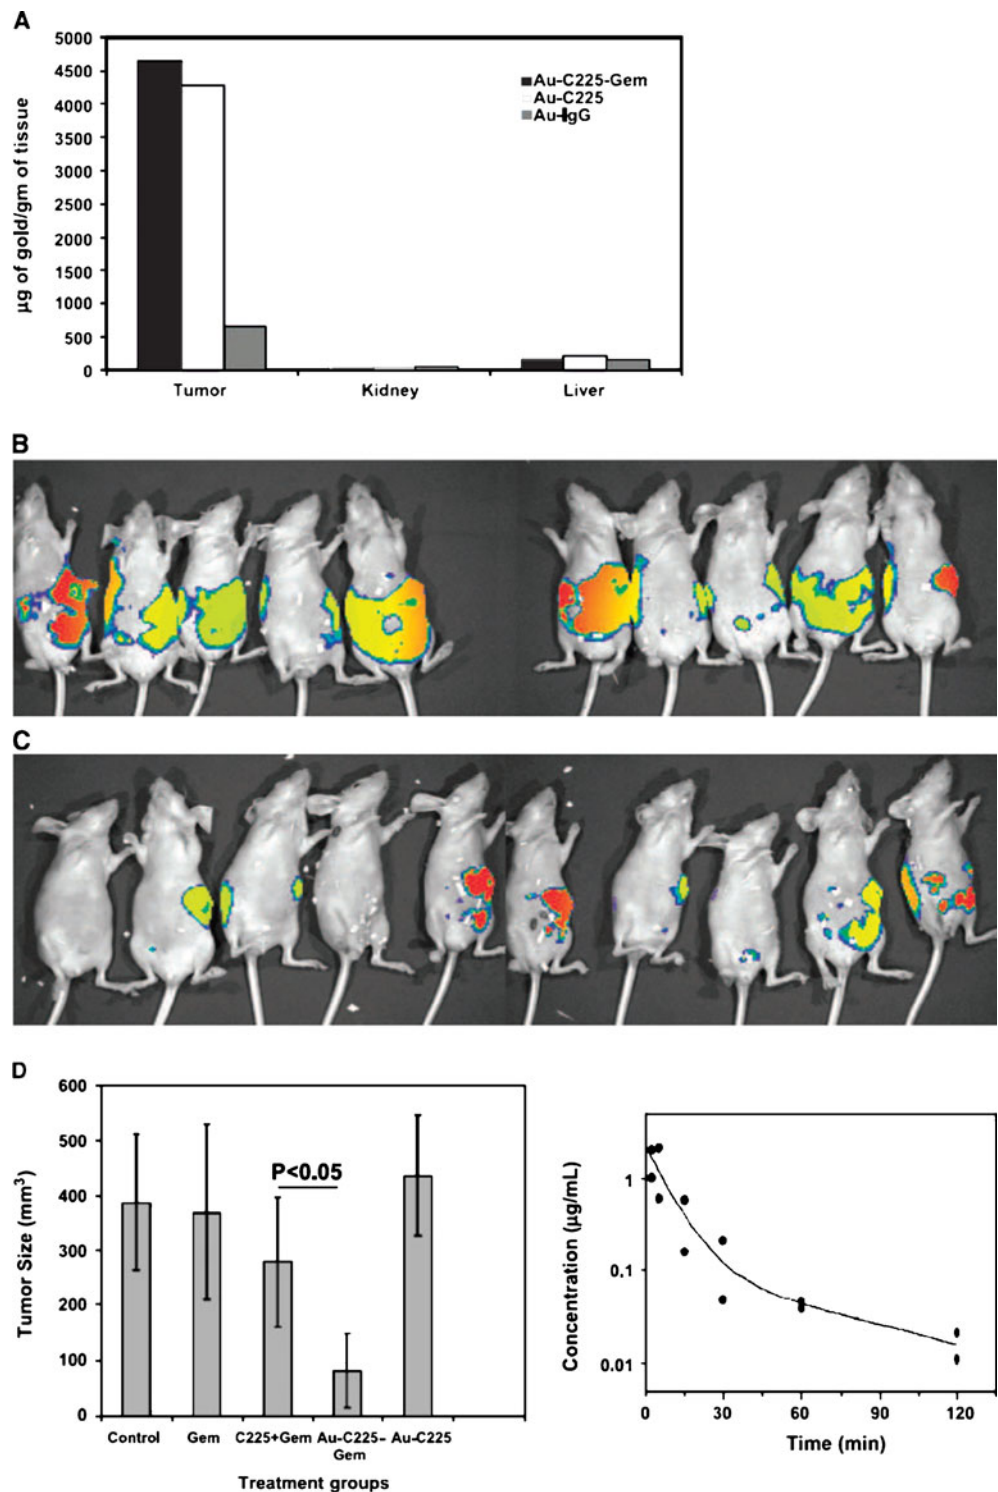 A
µg of gold/gm of tissue
5000
4500
4000
3500
3000
2500
2000
1500
1000
500
0
Au-C225-Gem
Au-C225
Au-IgG
Tumor Kidney Liver
B
C
D
Tumor Size (mm³)
600
500
400
300
200
100
0
P<0.05
Control Gem C225+Gem Au-C225-Gem Au-C225
Treatment groups
Concentration (µg/mL)
1
0.1
0.01
0 30 60 90 120
Time (min)